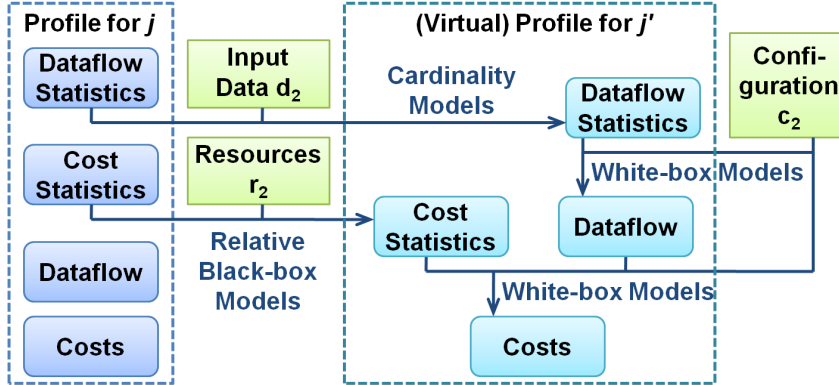 Profile for j
(Virtual) Profile for j'
Dataflow
Statistics
Input
Data d2
Cardinality
Models
Dataflow
Statistics
Confi-
guration
c2
Cost
Statistics
Resources
r2
White-box Models
Relative
Black-box
Models
Cost
Statistics
Dataflow
Dataflow
White-box Models
Costs
Costs